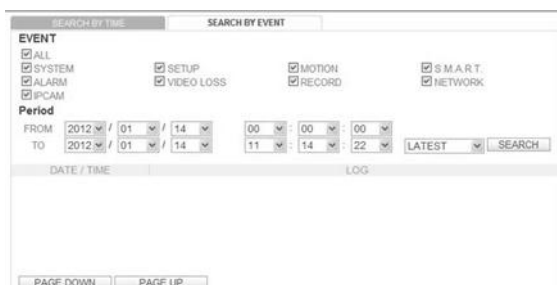 SEARCH BY TIME SEARCH BY EVENT
EVENT
ALL
SYSTEM SETUP MOTION S.M.A.R.T.
ALARM VIDEO LOSS RECORD NETWORK
IPCAM
Period
FROM 2012 / 01 / 14 00 : 00 : 00
TO 2012 / 01 / 14 11 : 14 : 22 LATEST SEARCH
DATE / TIME LOG
PAGE DOWN PAGE UP